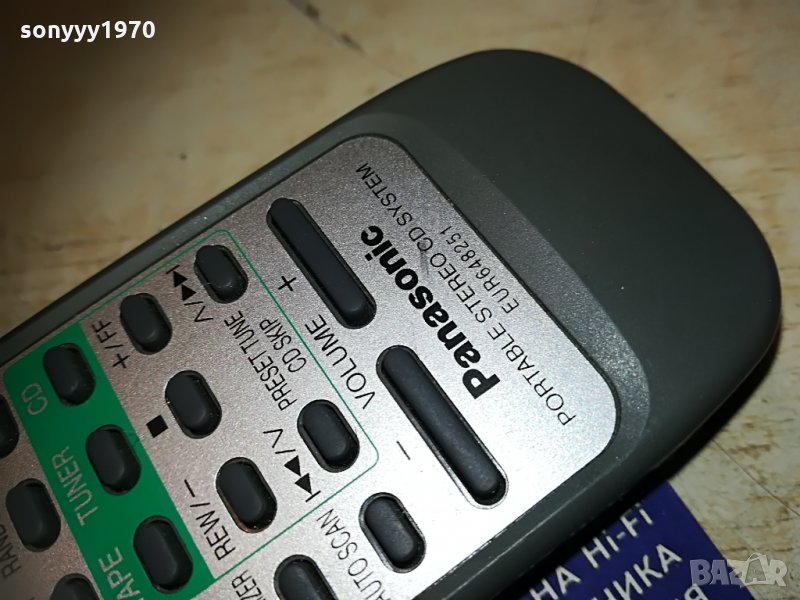 sonyyy1970
Panasonic
PORTABLE STEREO CD SYSTEM
EUR648251
VOLUME
+
−
PRESET TUNE
CD SKIP
+/FF
REW/−
AUTO SCAN
CD
TUNER
TAPE
НА Hi-Fi
BAZAR